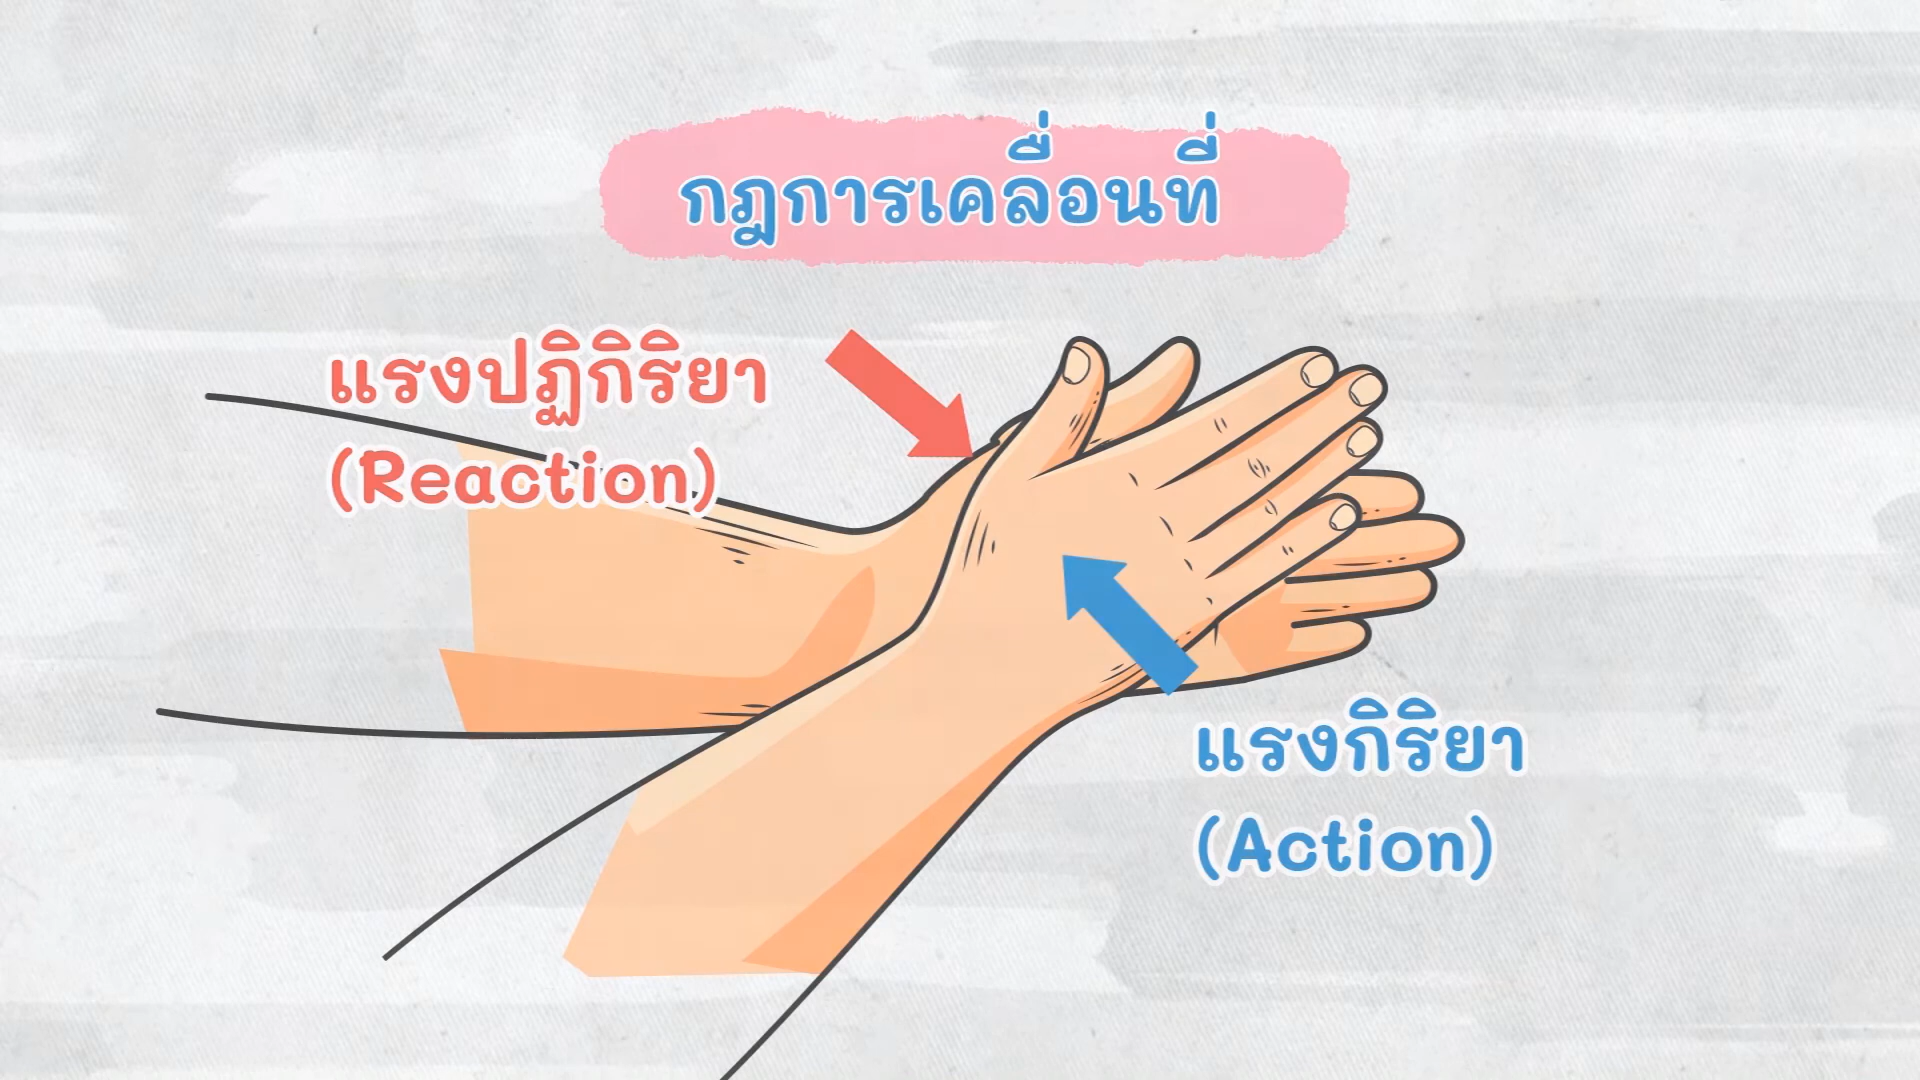 กฎการเคลื่อนที่
แรงปฏิกิริยา
(Reaction)
แรงกิริยา
(Action)